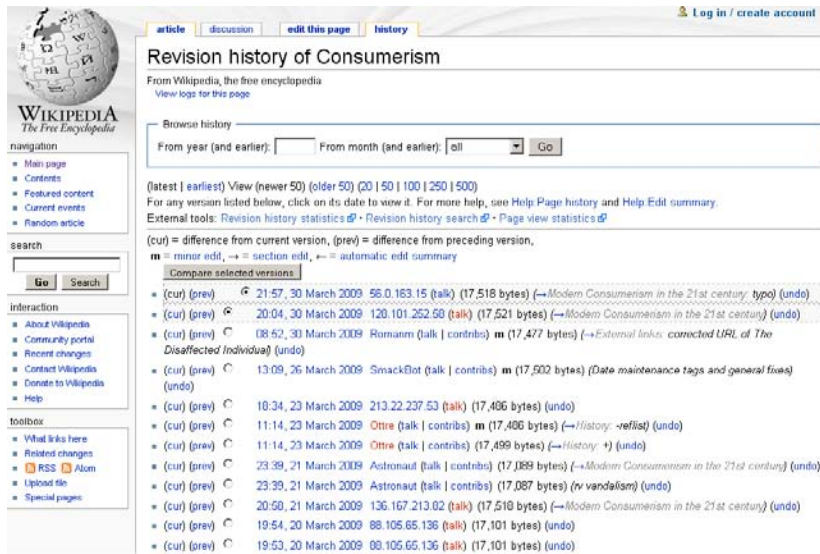 Log in / create account
article discussion edit this page history
Revision history of Consumerism
From Wikipedia, the free encyclopedia
View logs for this page
WIKIPEDIA
The Free Encyclopedia
navigation
Main page
Contents
Featured content
Current events
Random article
search
Go Search
interaction
About Wikipedia
Community portal
Recent changes
Contact Wikipedia
Donate to Wikipedia
Help
toolbox
What links here
Related changes
RSS Atom
Upload file
Special pages
Browse history
From year (and earlier): From month (and earlier): all Go
(latest | earliest) View (newer 50) (older 50) (20 | 50 | 100 | 250 | 500)
For any version listed below, click on its date to view it. For more help, see Help:Page history and Help:Edit summary.
External tools: Revision history statistics · Revision history search · Page view statistics
(cur) = difference from current version, (prev) = difference from preceding version,
m = minor edit, → = section edit, ← = automatic edit summary
Compare selected versions
(cur) (prev) 21:57, 30 March 2009 56.0.163.15 (talk) (17,518 bytes) (→Modern Consumerism in the 21st century: typo) (undo)
(cur) (prev) 20:04, 30 March 2009 128.101.252.58 (talk) (17,521 bytes) (→Modern Consumerism in the 21st century) (undo)
(cur) (prev) 08:52, 30 March 2009 Romanm (talk | contribs) m (17,477 bytes) (→External links: corrected URL of The
Disaffected Individual) (undo)
(cur) (prev) 13:09, 26 March 2009 SmackBot (talk | contribs) m (17,502 bytes) (Date maintenance tags and general fixes)
(undo)
(cur) (prev) 18:34, 23 March 2009 213.22.237.53 (talk) (17,486 bytes) (undo)
(cur) (prev) 11:14, 23 March 2009 Ottre (talk | contribs) m (17,486 bytes) (→History: -reflist) (undo)
(cur) (prev) 11:14, 23 March 2009 Ottre (talk | contribs) (17,499 bytes) (→History: +) (undo)
(cur) (prev) 23:39, 21 March 2009 Astronaut (talk | contribs) (17,089 bytes) (→Modern Consumerism in the 21st century) (undo)
(cur) (prev) 23:39, 21 March 2009 Astronaut (talk | contribs) (17,087 bytes) (rv vandalism) (undo)
(cur) (prev) 20:58, 21 March 2009 136.167.213.82 (talk) (17,518 bytes) (→Modern Consumerism in the 21st century) (undo)
(cur) (prev) 19:54, 20 March 2009 88.105.65.136 (talk) (17,101 bytes) (undo)
(cur) (prev) 19:53, 20 March 2009 88.105.65.136 (talk) (17,101 bytes) (undo)